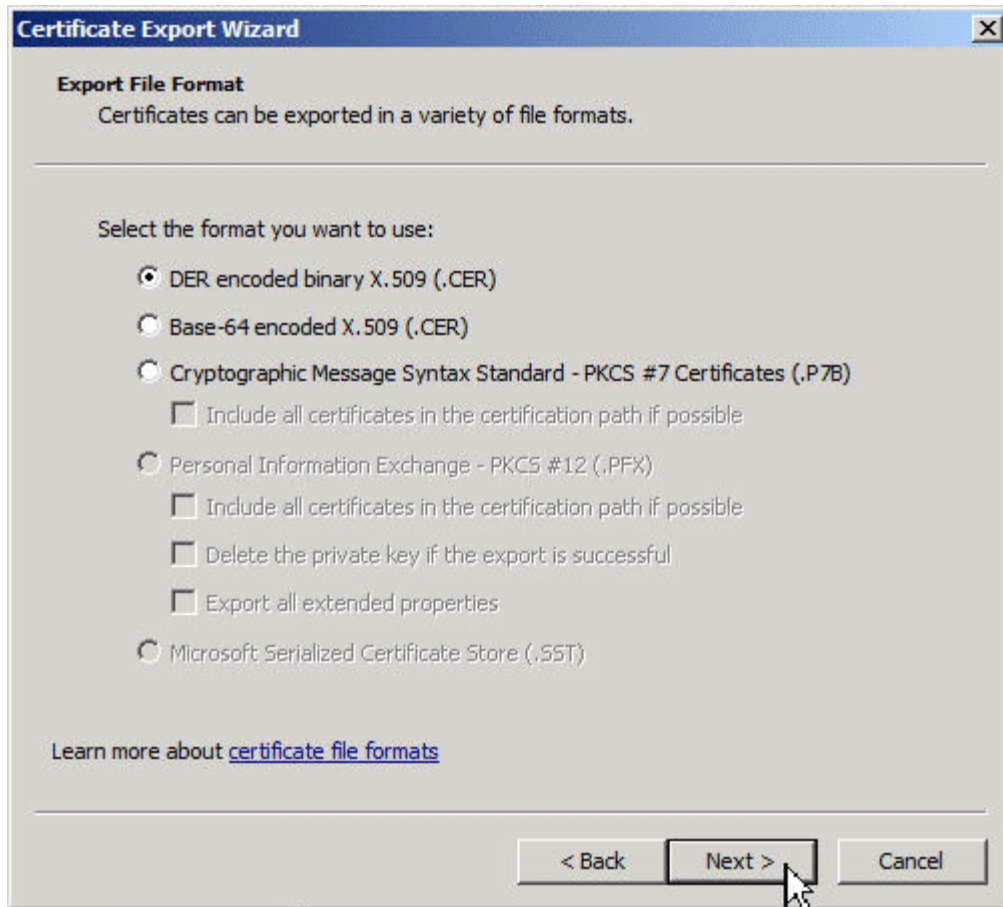 Certificate Export Wizard
Export File Format
Certificates can be exported in a variety of file formats.
Select the format you want to use:
DER encoded binary X.509 (.CER)
Base-64 encoded X.509 (.CER)
Cryptographic Message Syntax Standard - PKCS #7 Certificates (.P7B)
Include all certificates in the certification path if possible
Personal Information Exchange - PKCS #12 (.PFX)
Include all certificates in the certification path if possible
Delete the private key if the export is successful
Export all extended properties
Microsoft Serialized Certificate Store (.SST)
Learn more about certificate file formats
< Back Next > Cancel